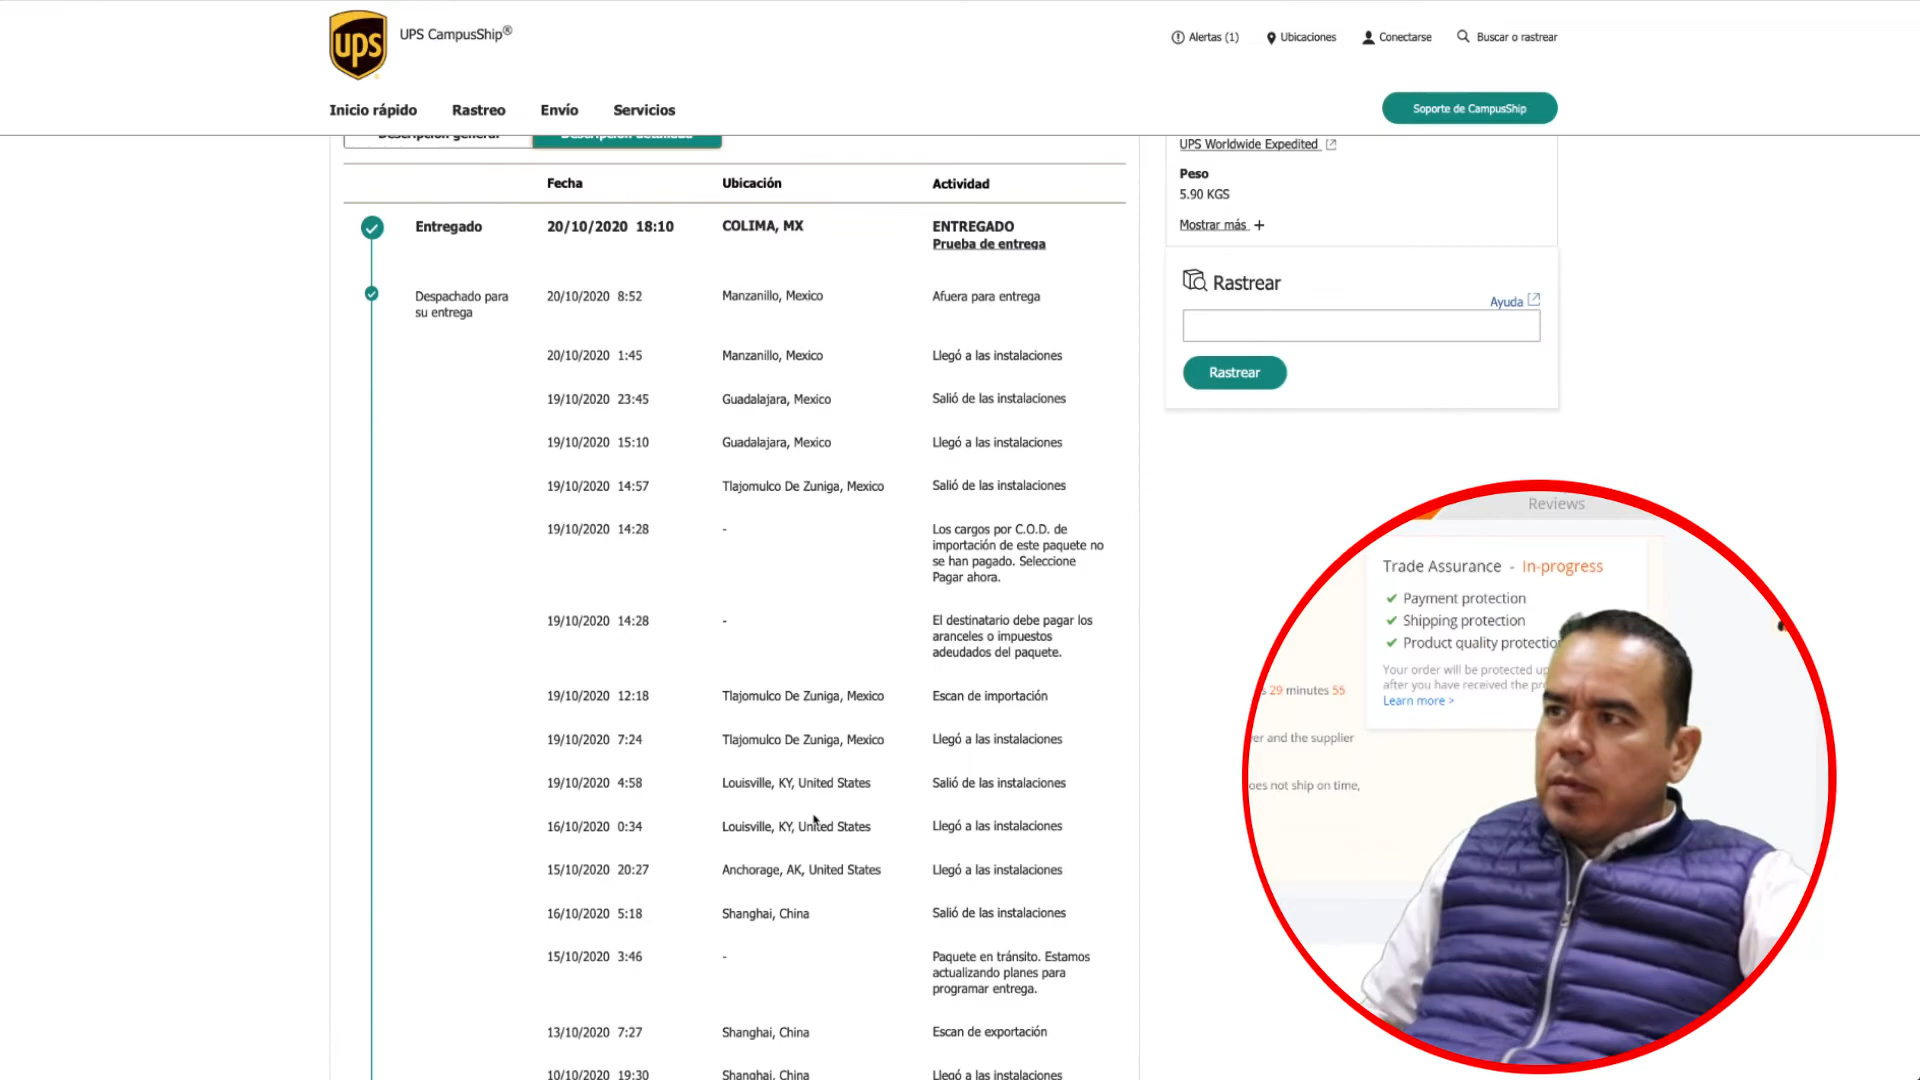 ups
UPS CampusShip®
Alertas (1)
Ubicaciones
Conectarse
Buscar o rastrear
Inicio rápido
Rastreo
Envío
Servicios
Soporte de CampusShip
Descripción general
Descripción detallada
Fecha
Ubicación
Actividad
Entregado
20/10/2020 18:10
COLIMA, MX
ENTREGADO
Prueba de entrega
Despachado para
su entrega
20/10/2020 8:52
Manzanillo, Mexico
Afuera para entrega
20/10/2020 1:45
Manzanillo, Mexico
Llegó a las instalaciones
19/10/2020 23:45
Guadalajara, Mexico
Salió de las instalaciones
19/10/2020 15:10
Guadalajara, Mexico
Llegó a las instalaciones
19/10/2020 14:57
Tlajomulco De Zuniga, Mexico
Salió de las instalaciones
19/10/2020 14:28
-
Los cargos por C.O.D. de
importación de este paquete no
se han pagado. Seleccione
Pagar ahora.
19/10/2020 14:28
-
El destinatario debe pagar los
aranceles o impuestos
adeudados del paquete.
19/10/2020 12:18
Tlajomulco De Zuniga, Mexico
Escan de importación
19/10/2020 7:24
Tlajomulco De Zuniga, Mexico
Llegó a las instalaciones
19/10/2020 4:58
Louisville, KY, United States
Salió de las instalaciones
16/10/2020 0:34
Louisville, KY, United States
Llegó a las instalaciones
15/10/2020 20:27
Anchorage, AK, United States
Llegó a las instalaciones
16/10/2020 5:18
Shanghai, China
Salió de las instalaciones
15/10/2020 3:46
-
Paquete en tránsito. Estamos
actualizando planes para
programar entrega.
13/10/2020 7:27
Shanghai, China
Escan de exportación
10/10/2020 19:30
Shanghai, China
Llegó a las instalaciones
UPS Worldwide Expedited
Peso
5.90 KGS
Mostrar más +
Rastrear
Ayuda
Rastrear
Reviews
Trade Assurance - In-progress
Payment protection
Shipping protection
Product quality protection
Your order will be protected
after you have received the
Learn more >
29 minutes 55
and the supplier
not ship on time,